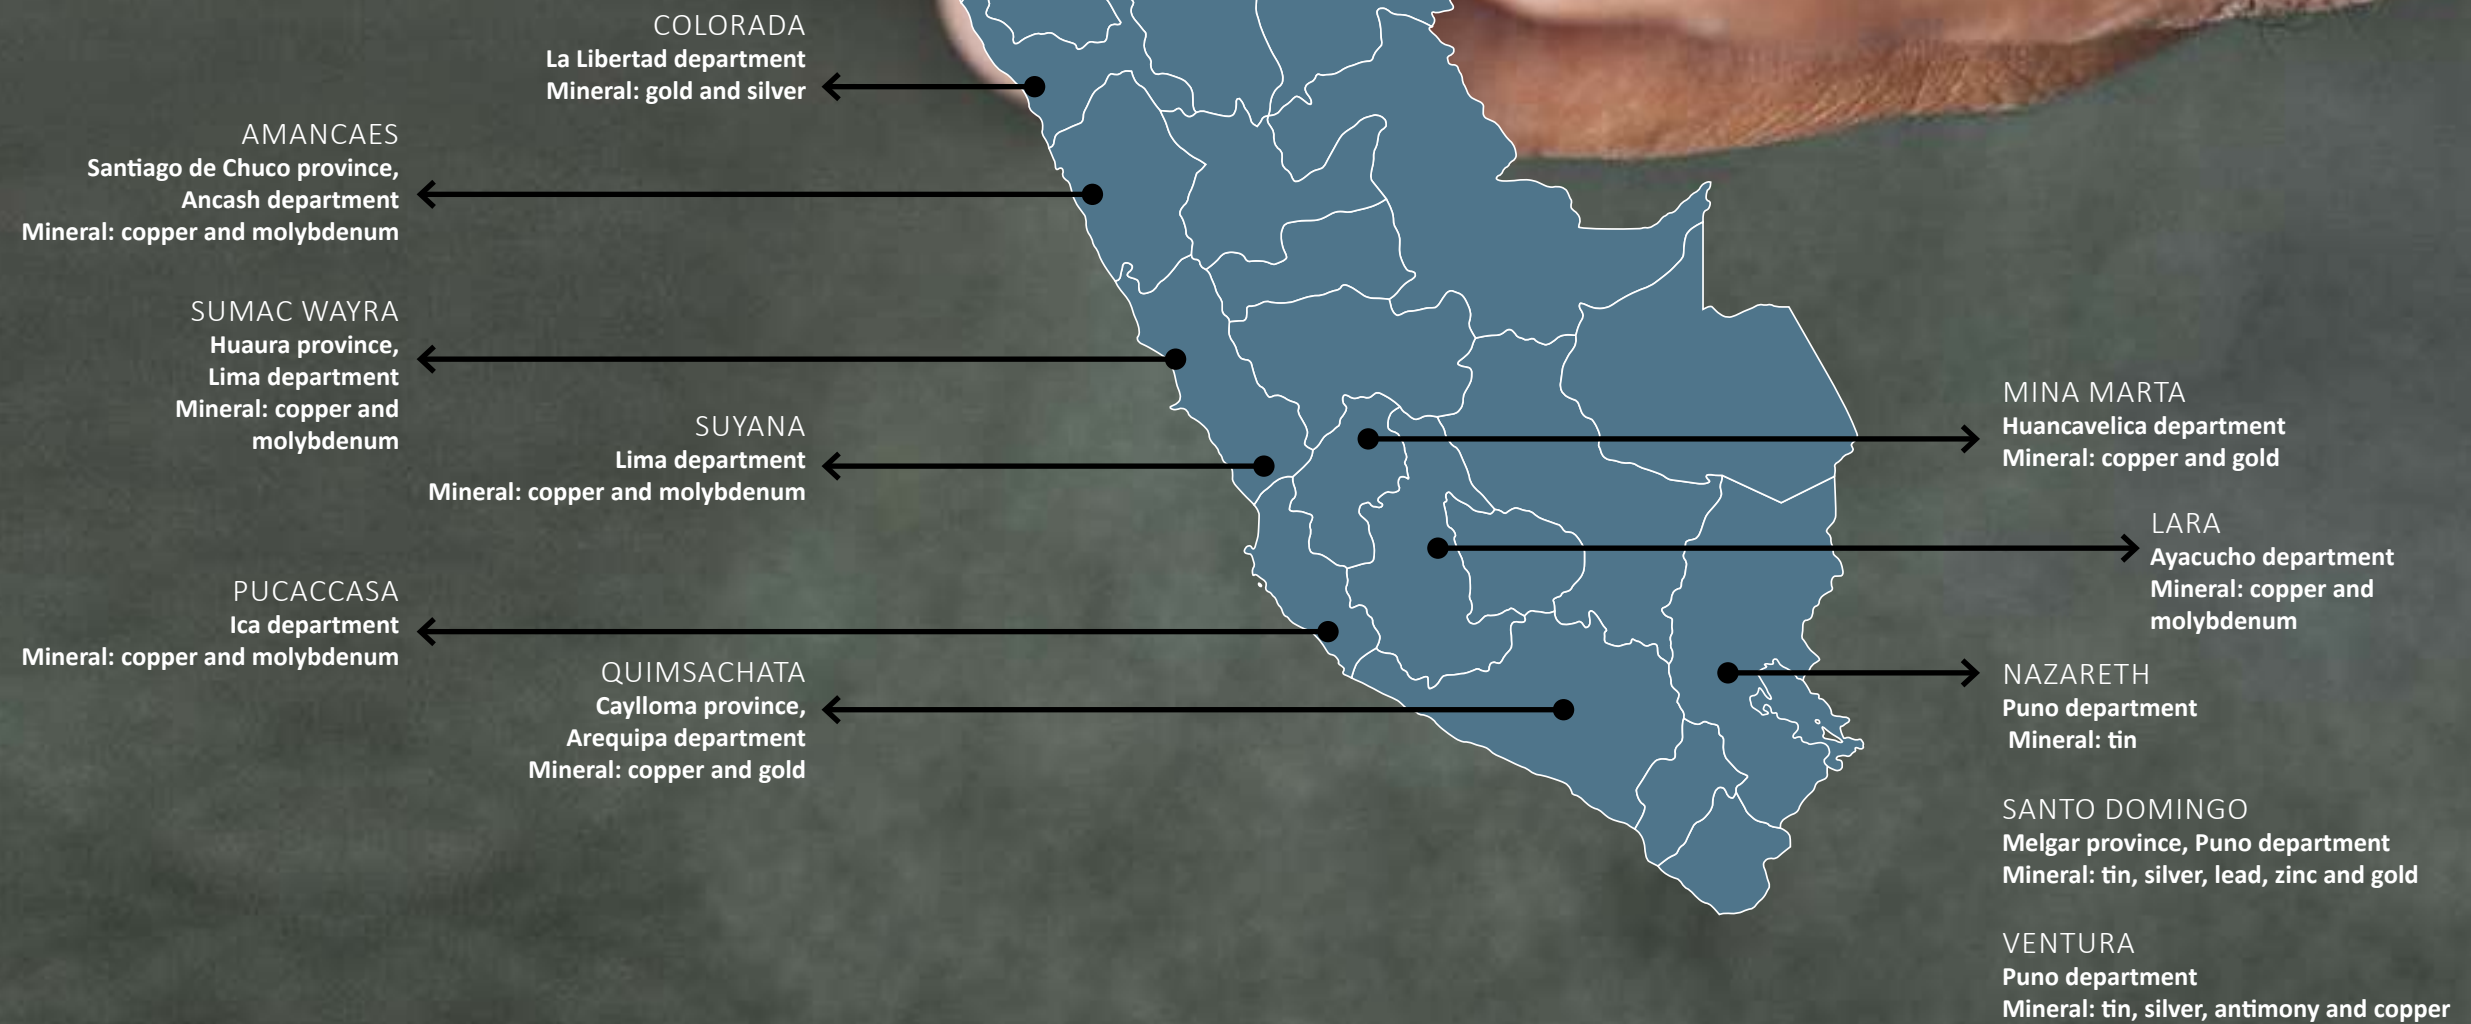 COLORADA
La Libertad department
Mineral: gold and silver
AMANCAES
Santiago de Chuco province,
Ancash department
Mineral: copper and molybdenum
SUMAC WAYRA
Huaura province,
Lima department
Mineral: copper and
molybdenum
SUYANA
Lima department
Mineral: copper and molybdenum
PUCACCASA
Ica department
Mineral: copper and molybdenum
QUIMSACHATA
Caylloma province,
Arequipa department
Mineral: copper and gold
MINA MARTA
Huancavelica department
Mineral: copper and gold
LARA
Ayacucho department
Mineral: copper and
molybdenum
NAZARETH
Puno department
Mineral: tin
SANTO DOMINGO
Melgar province, Puno department
Mineral: tin, silver, lead, zinc and gold
VENTURA
Puno department
Mineral: tin, silver, antimony and copper